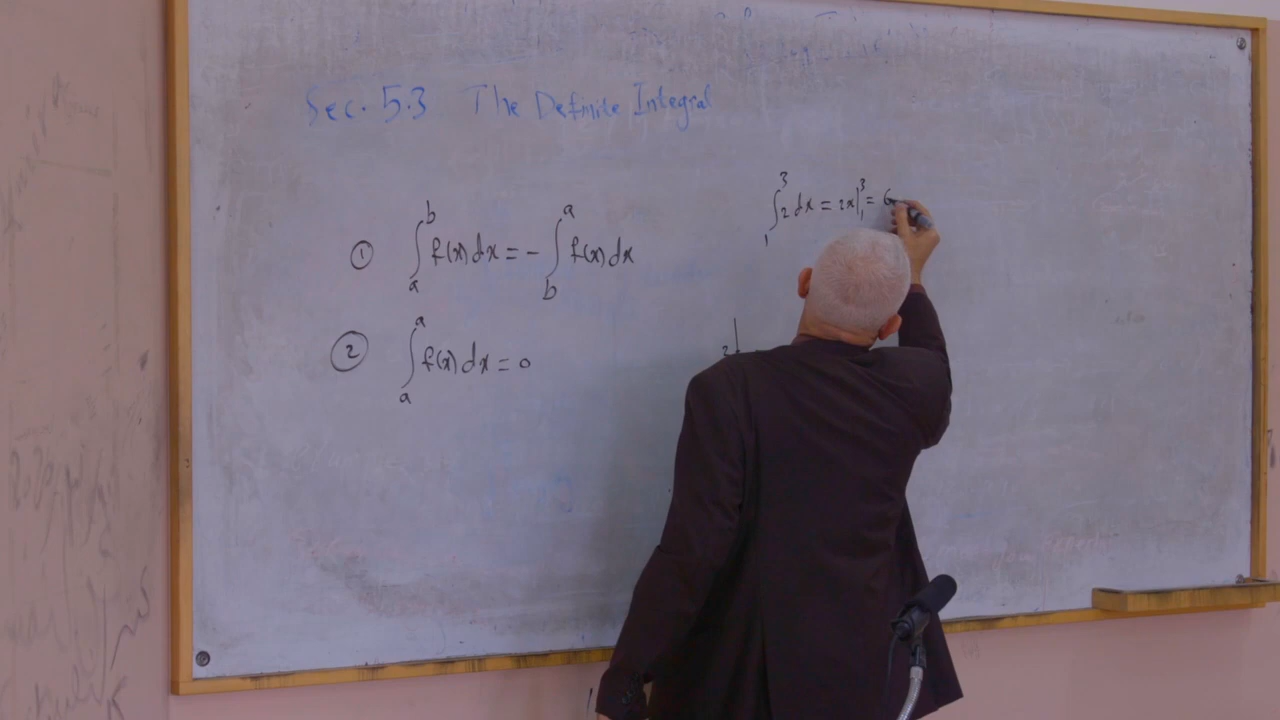 Sec. 5.3 The Definite Integral
① ∫_a^b f(x) dx = - ∫_b^a f(x) dx
② ∫_a^a f(x) dx = 0
∫_1^3 2 dx = 2x|_1^3 = 6
2